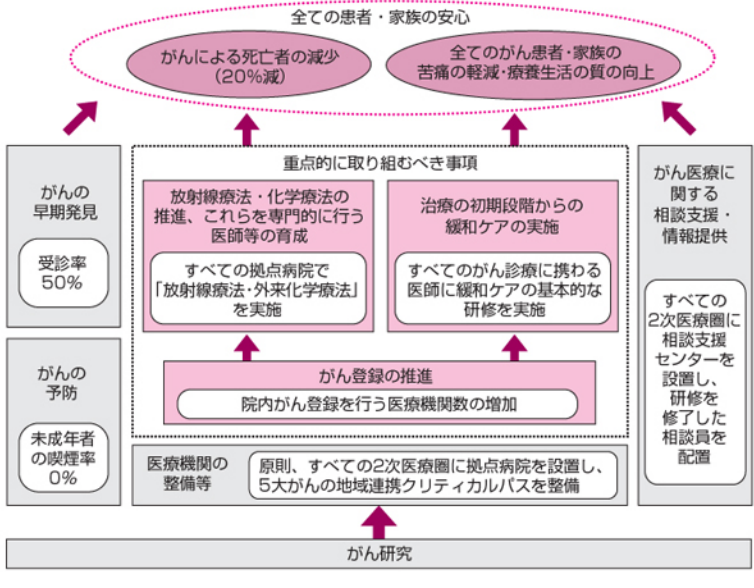 全ての患者・家族の安心
がんによる死亡者の減少
（20％減）
全てのがん患者・家族の
苦痛の軽減・療養生活の質の向上
がんの
早期発見
受診率
50％
がんの
予防
未成年者
の喫煙率
0％
重点的に取り組むべき事項
放射線療法・化学療法の
推進、これらを専門的に行う
医師等の育成
すべての拠点病院で
「放射線療法・外来化学療法」
を実施
治療の初期段階からの
緩和ケアの実施
すべてのがん診療に携わる
医師に緩和ケアの基本的な
研修を実施
がん登録の推進
院内がん登録を行う医療機関数の増加
医療機関の
整備等
原則、すべての2次医療圏に拠点病院を設置し、
5大がんの地域連携クリティカルパスを整備
がん医療に
関する
相談支援・
情報提供
すべての
2次医療圏に
相談支援
センターを
設置し、
研修を
修了した
相談員を
配置
がん研究